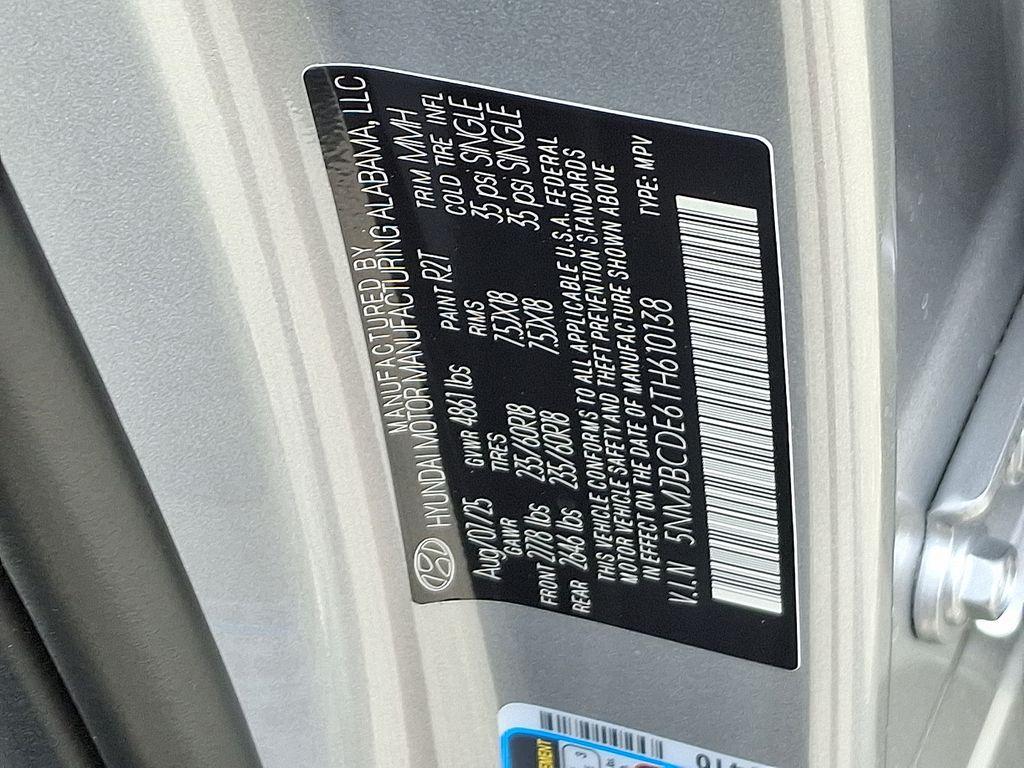 MANUFACTURED BY
HYUNDAI MOTOR MANUFACTURING ALABAMA, LLC
Aug/07/25 GVWR 4861 lbs PAINT R2T TRIM MMH
GAWR TIRES RIMS COLD TIRE INFL
FRONT 2778 lbs 235/60R18 7.5JX18 35 psi SINGLE
REAR 2646 lbs 235/60R18 7.5JX18 35 psi SINGLE
THIS VEHICLE CONFORMS TO ALL APPLICABLE U.S.A. FEDERAL
MOTOR VEHICLE SAFETY AND THEFT PREVENTION STANDARDS
IN EFFECT ON THE DATE OF MANUFACTURE SHOWN ABOVE
V.I.N 5NMJBCDE6TH610138 TYPE: MPV